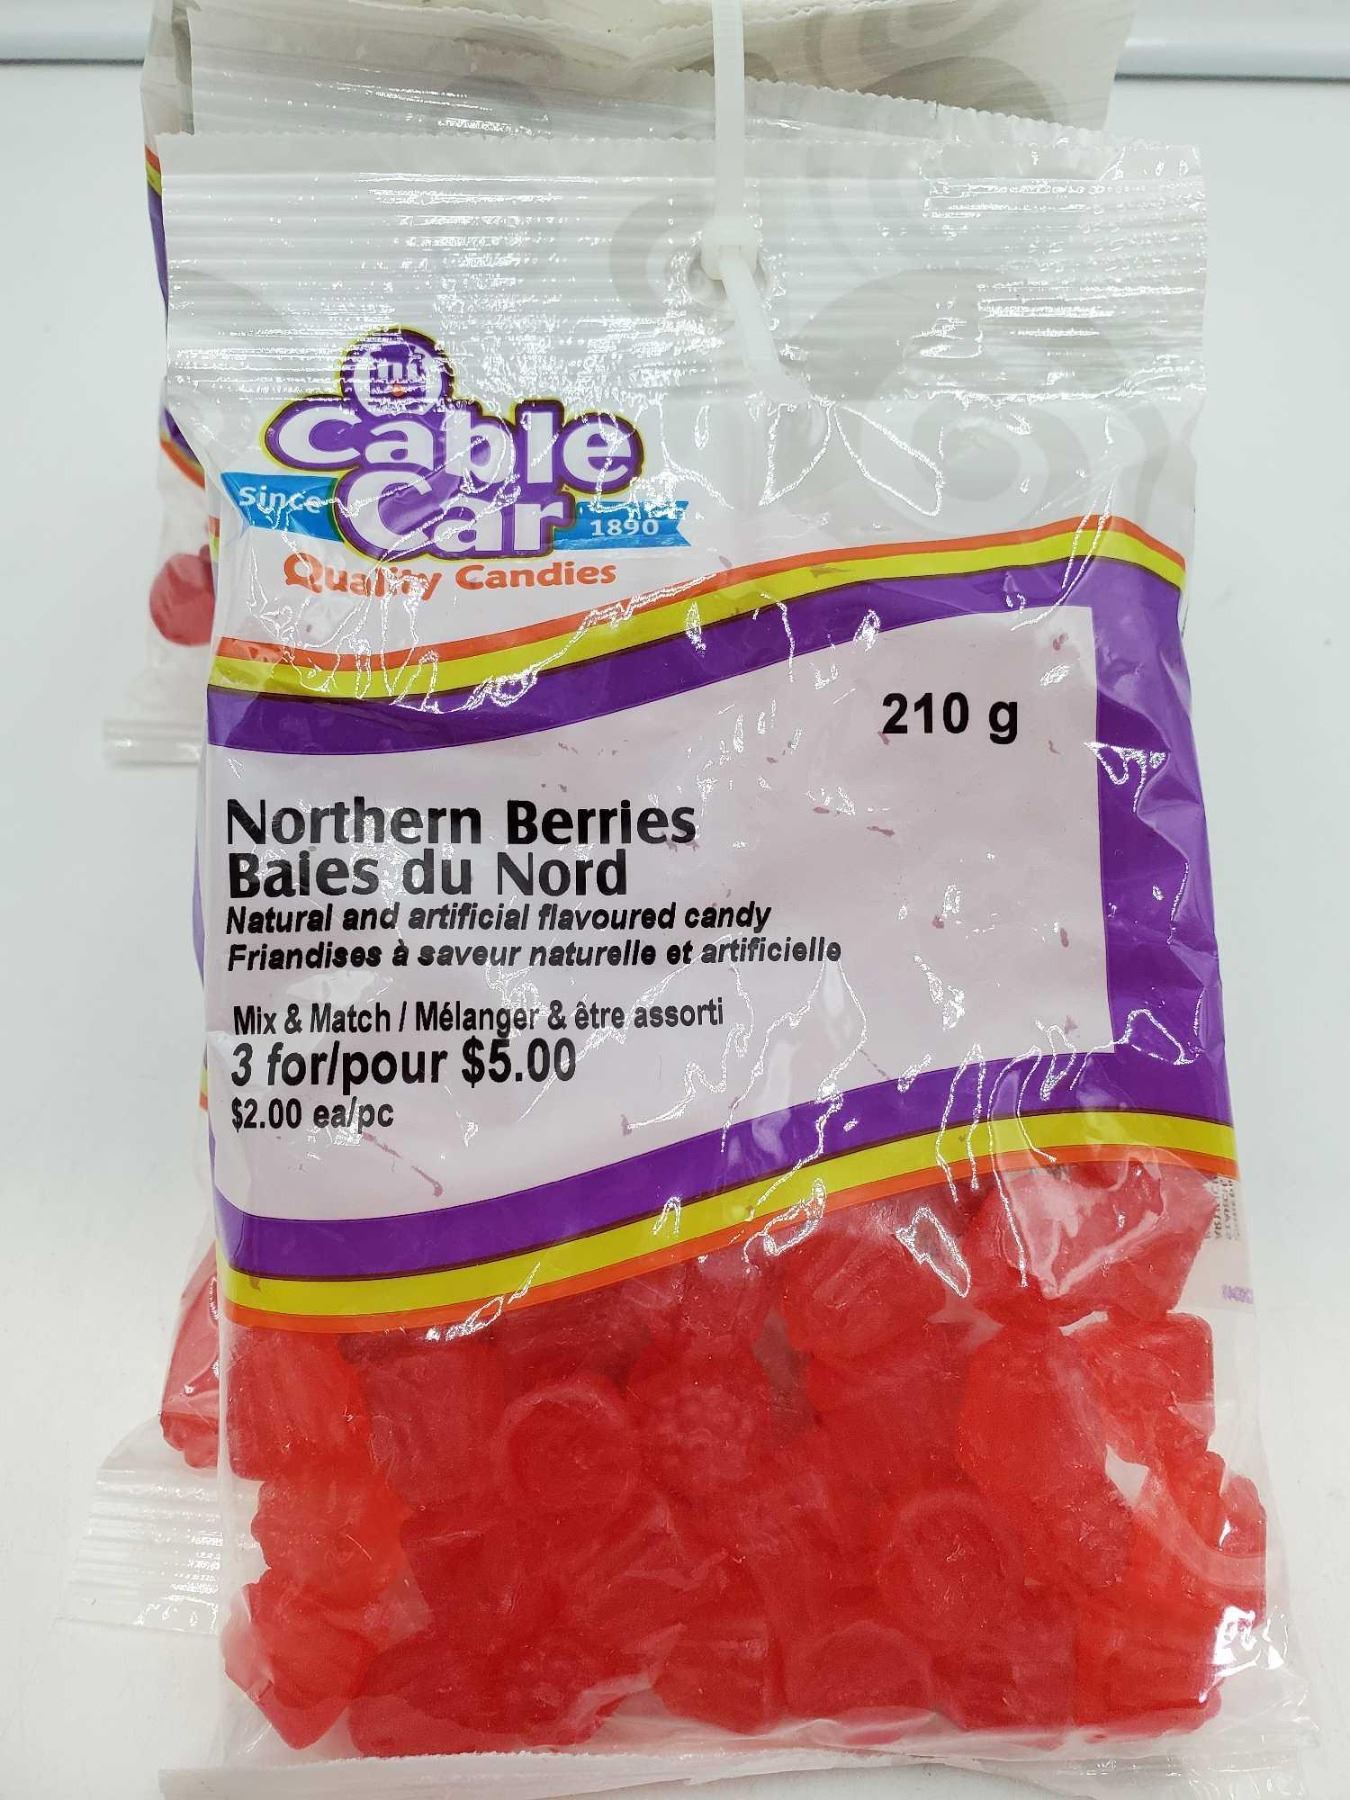 Cable
Since Car 1890
Quality Candies
210 g
Northern Berries
Baies du Nord
Natural and artificial flavoured candy
Friandises à saveur naturelle et artificielle
Mix & Match / Mélanger & être assorti
3 for/pour $5.00
$2.00 ea/pc